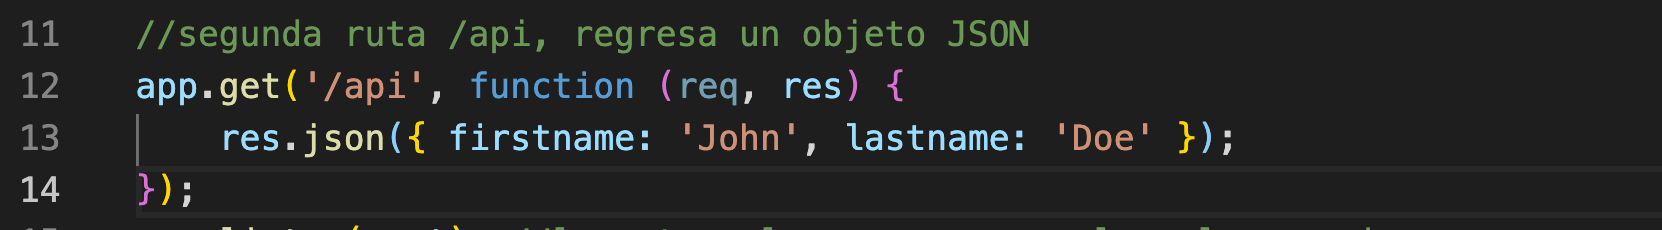 11 //segunda ruta /api, regresa un objeto JSON
12 app.get('/api', function (req, res) {
13     res.json({ firstname: 'John', lastname: 'Doe' });
14 });